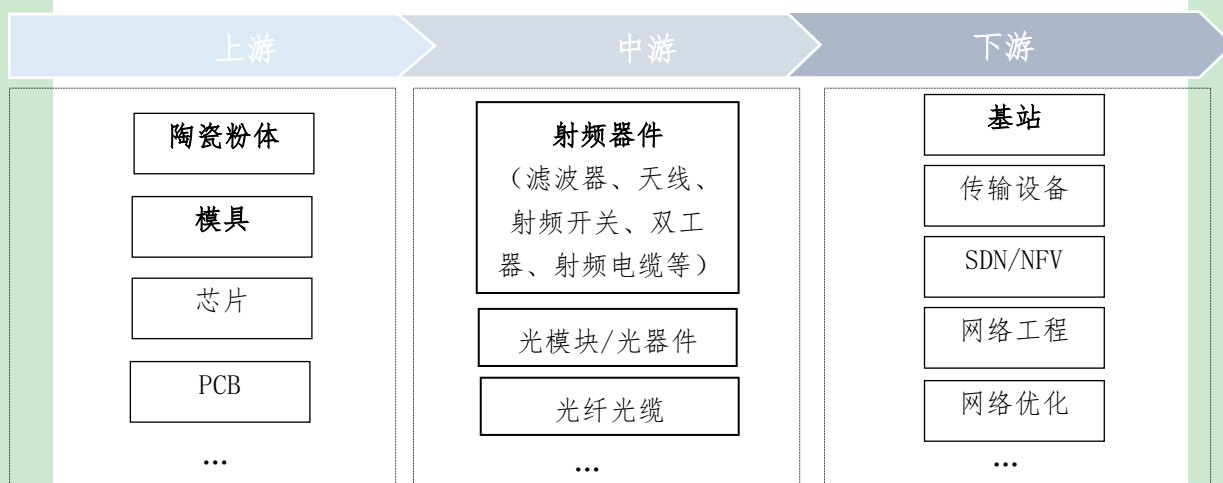 上游
中游
下游
陶瓷粉体
模具
芯片
PCB
…
射频器件
（滤波器、天线、
射频开关、双工
器、射频电缆等）
光模块/光器件
光纤光缆
…
基站
传输设备
SDN/NFV
网络工程
网络优化
…